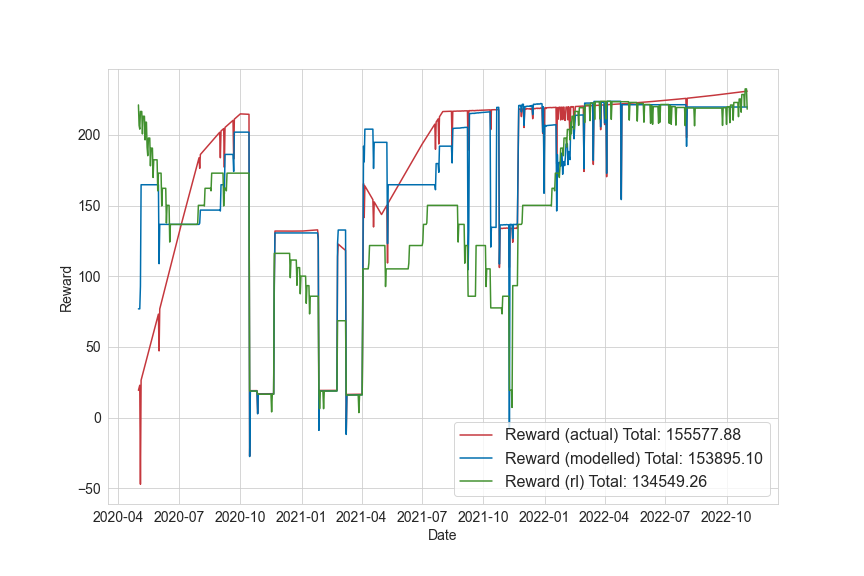 200
150
100
50
0
−50
Reward
2020-04 2020-07 2020-10 2021-01 2021-04 2021-07 2021-10 2022-01 2022-04 2022-07 2022-10
Date
Reward (actual) Total: 155577.88
Reward (modelled) Total: 153895.10
Reward (rl) Total: 134549.26